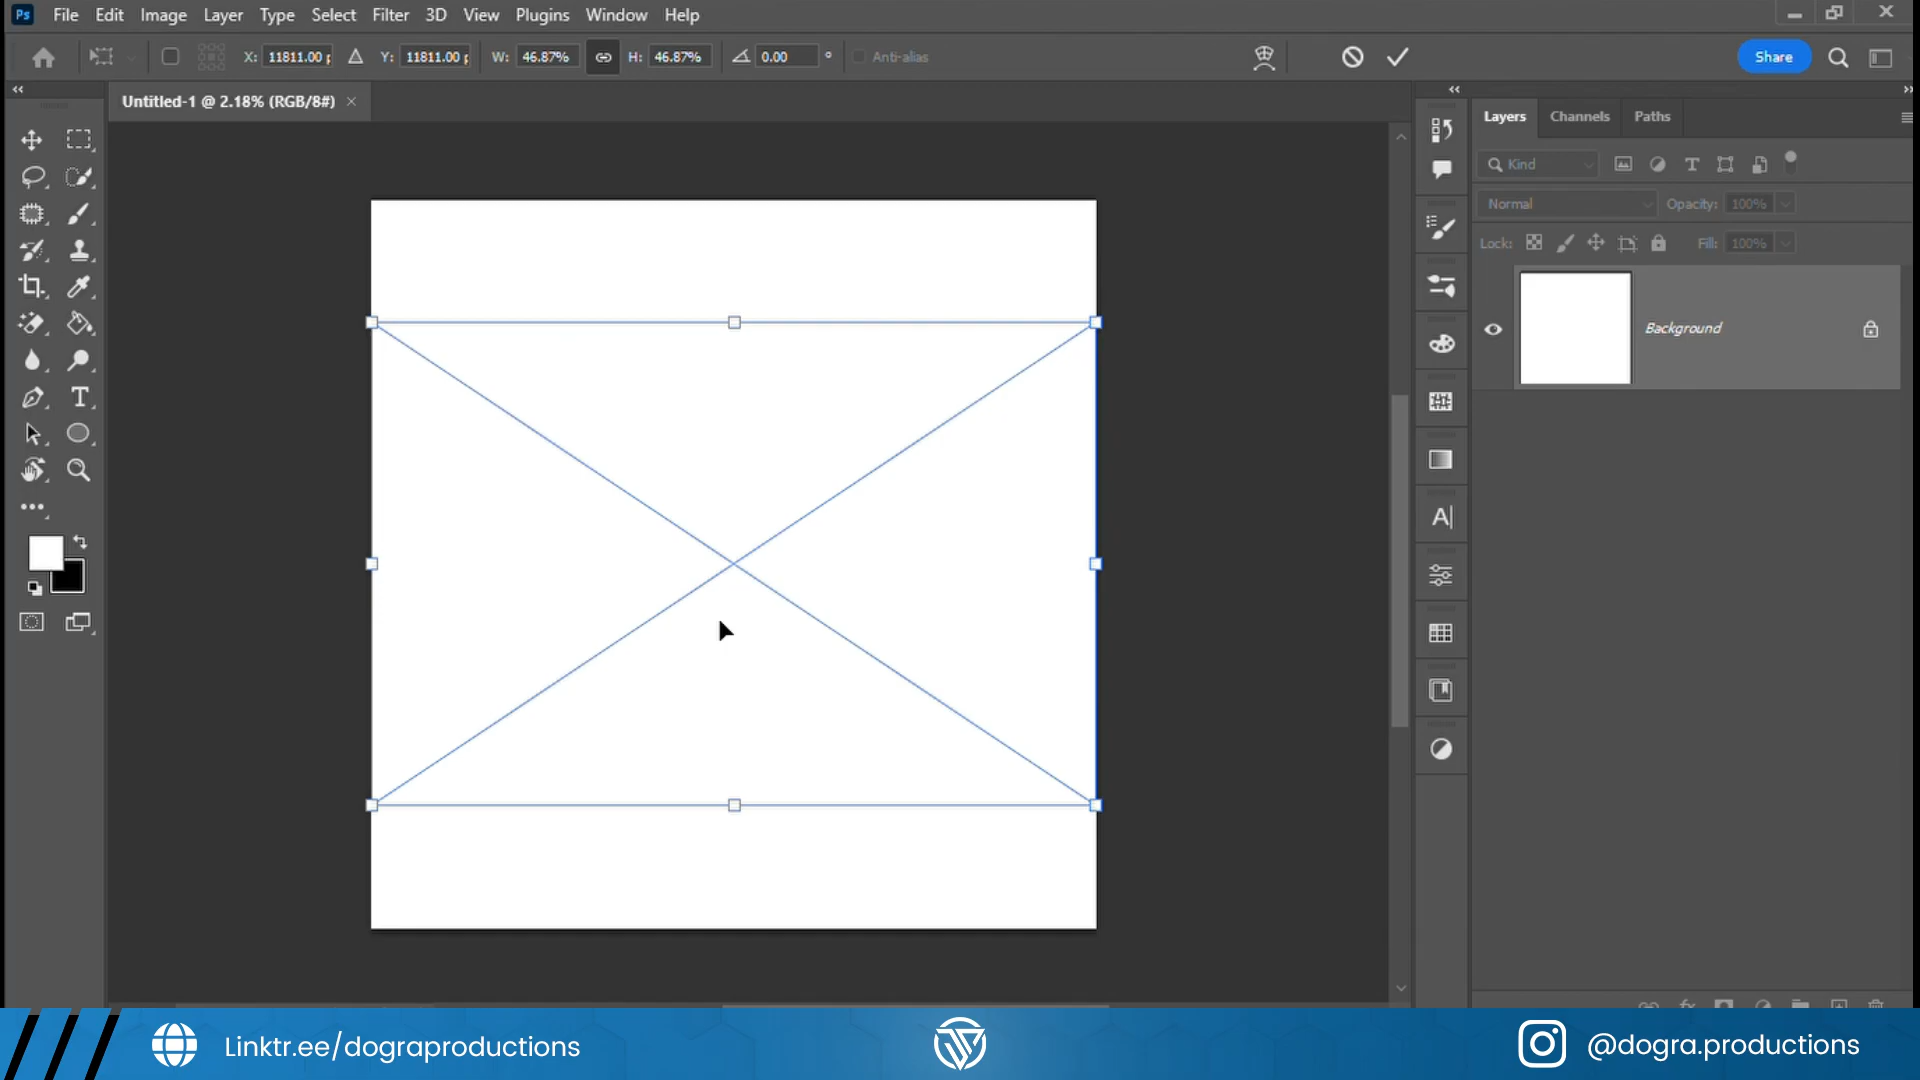 Ps File Edit Image Layer Type Select Filter 3D View Plugins Window Help
X: 11811.00 p Y: 11811.00 p W: 46.87% H: 46.87% 0.00 ° Anti-alias Share
Untitled-1 @ 2.18% (RGB/8#)
Layers Channels Paths
Kind
Normal Opacity: 100%
Lock: Fill: 100%
Background
Linktr.ee/dograproductions
@dogra.productions